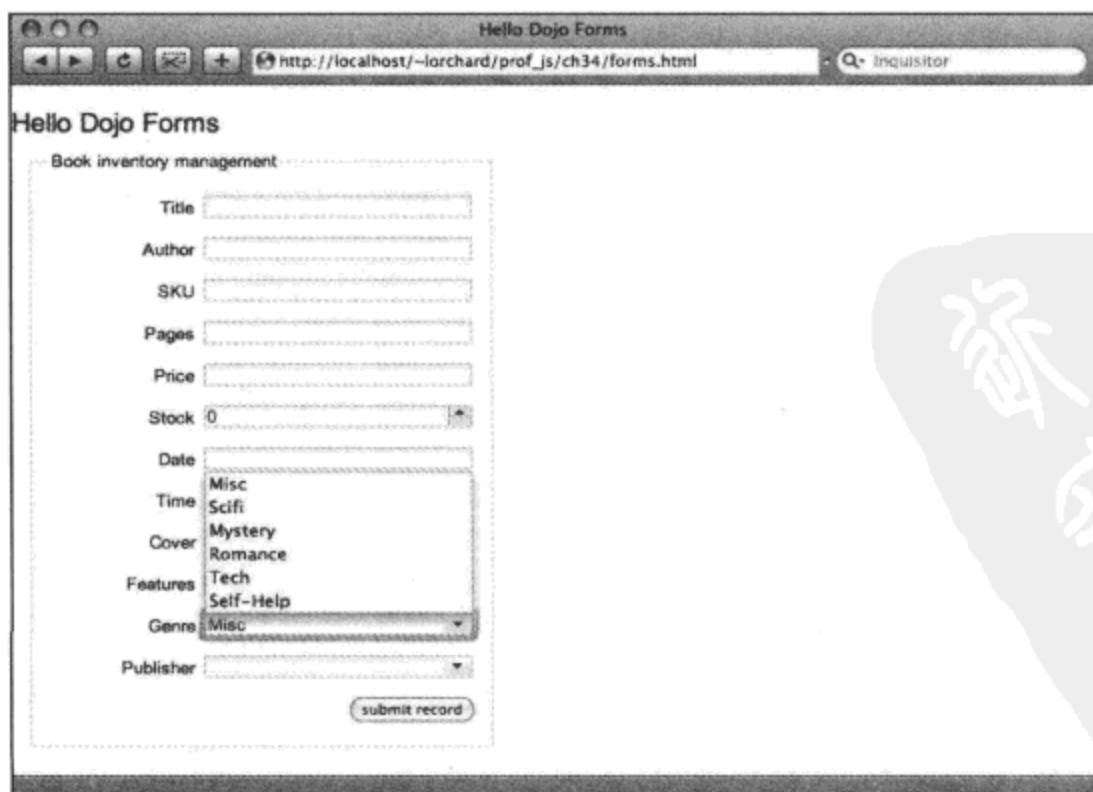 Hello Dojo Forms
http://localhost/~lorchard/prof_js/ch34/forms.html
Inquisitor
Hello Dojo Forms
Book inventory management
Title
Author
SKU
Pages
Price
Stock 0
Date
Time
Cover
Features
Misc
Scifi
Mystery
Romance
Tech
Self-Help
Genre Misc
Publisher
submit record